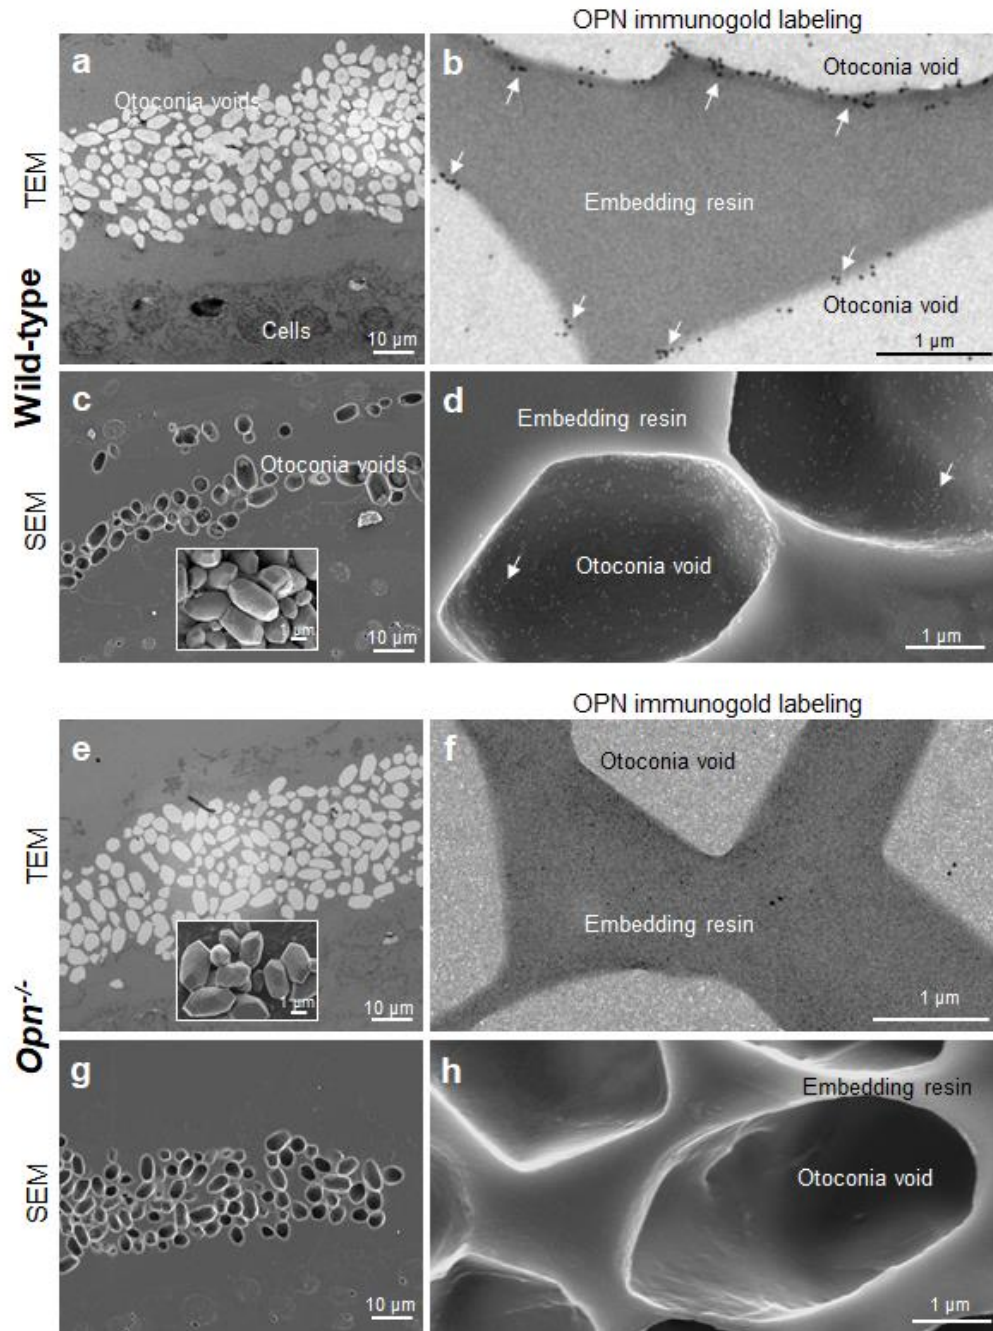 OPN immunogold labeling
Wild-type
TEM
a
Otoconia voids
Cells
10 µm
b
Otoconia void
Embedding resin
Otoconia void
1 µm
SEM
c
Otoconia voids
1 µm
10 µm
d
Embedding resin
Otoconia void
1 µm
OPN immunogold labeling
Opn-/-
TEM
e
1 µm
10 µm
f
Otoconia void
Embedding resin
1 µm
SEM
g
10 µm
h
Embedding resin
Otoconia void
1 µm